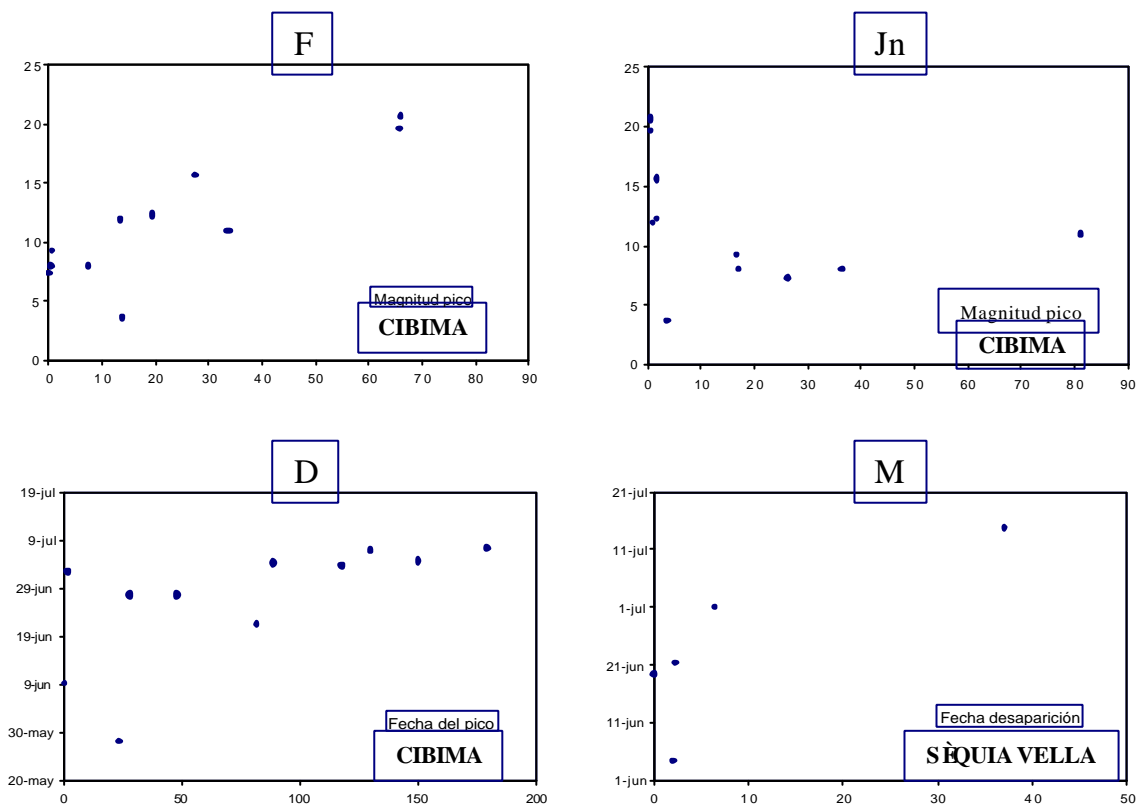 F
25
20
15
10
5
0
Magnitud pico
CIBIMA
0 10 20 30 40 50 60 70 80 90
Jn
25
20
15
10
5
0
Magnitud pico
CIBIMA
0 10 20 30 40 50 60 70 80 90
D
19-jul
9-jul
29-jun
19-jun
9-jun
30-may
20-may
Fecha del pico
CIBIMA
0 50 100 150 200
M
21-jul
11-jul
1-jul
21-jun
11-jun
1-jun
Fecha desaparición
SÈQUIA VELLA
0 10 20 30 40 50